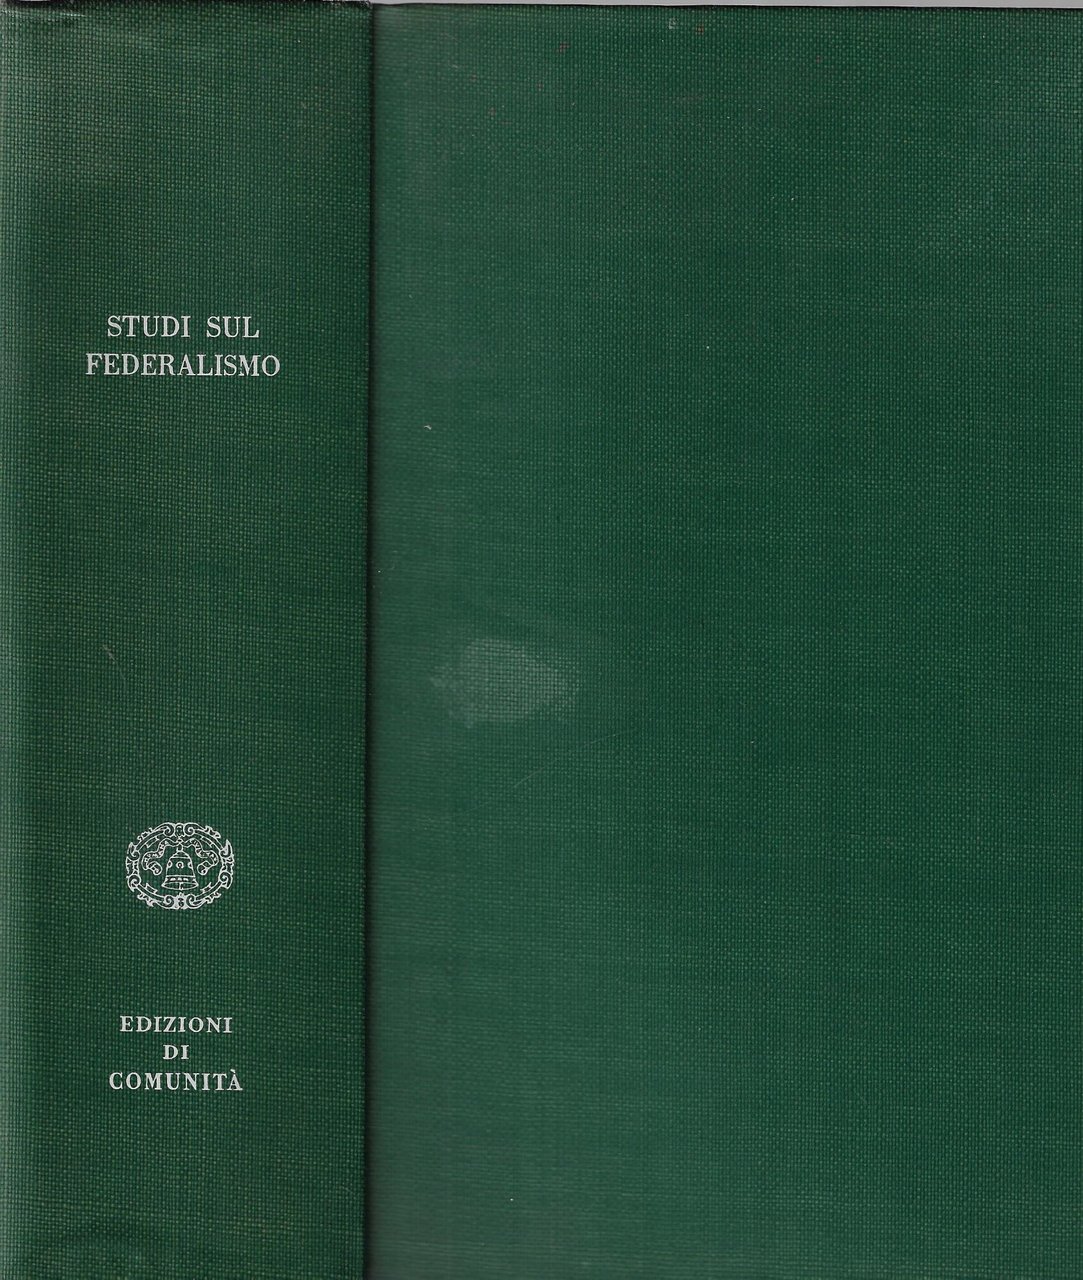 STUDI SUL
FEDERALISMO
EDIZIONI
DI
COMUNITÀ